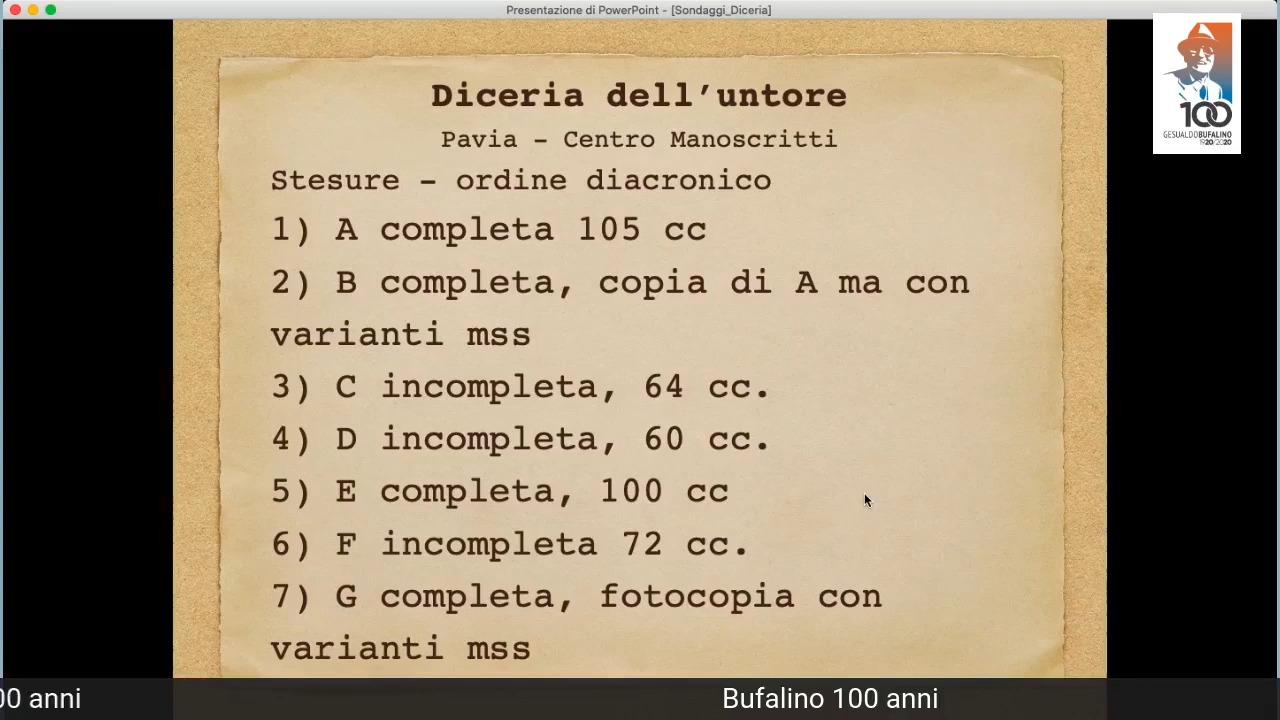 Presentazione di PowerPoint - [Sondaggi_Diceria]
100
GESUALDOBUFALINO
1920/2020
Diceria dell’untore
Pavia – Centro Manoscritti
Stesure – ordine diacronico
1) A completa 105 cc
2) B completa, copia di A ma con
varianti mss
3) C incompleta, 64 cc.
4) D incompleta, 60 cc.
5) E completa, 100 cc
6) F incompleta 72 cc.
7) G completa, fotocopia con
varianti mss
00 anni
Bufalino 100 anni